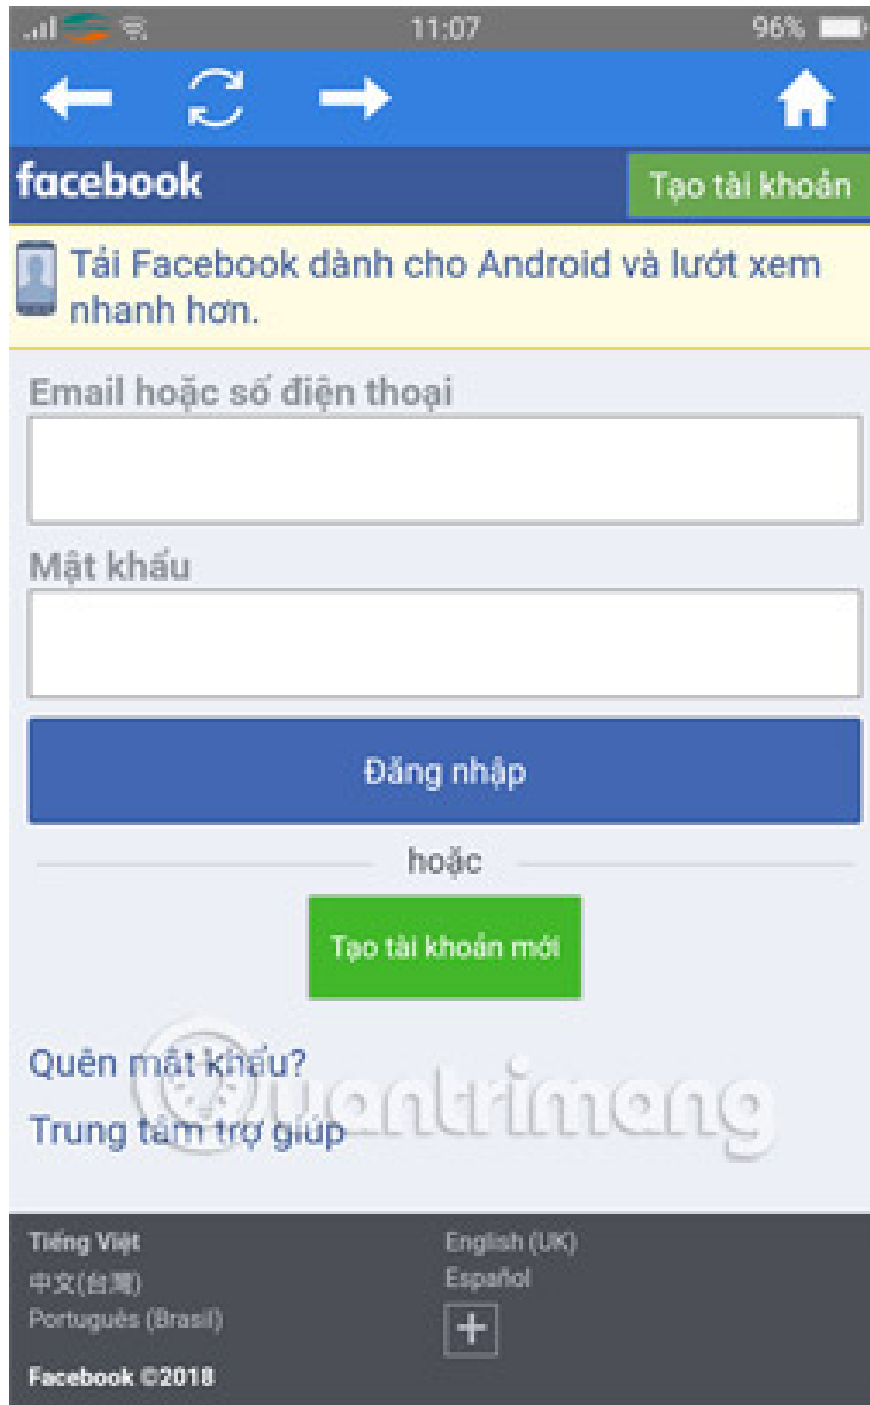 11:07
96%
facebook
Tạo tài khoản
Tải Facebook dành cho Android và lướt xem
nhanh hơn.
Email hoặc số điện thoại
Mật khẩu
Đăng nhập
hoặc
Tạo tài khoản mới
Quên mật khẩu?
Trung tâm trợ giúp
Quantrimang
Tiếng Việt
English (UK)
中文(台灣)
Español
Português (Brasil)
Facebook ©2018